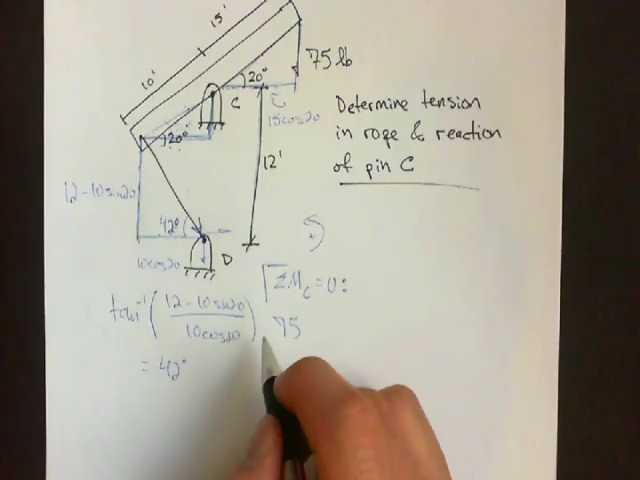 15'
10'
75 lb
20°
C
15cos20
Determine tension
in rope & reaction
of pin C
20°
12'
12-10sin20
42°
D
10cos20
ΣM_C = 0:
tan⁻¹ ( 12-10sin20 / 10cos20 ) 75
= 42°